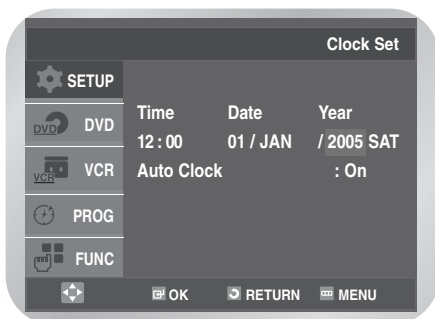 Clock Set
SETUP
DVD DVD
VCR VCR
PROG
FUNC
Time Date Year
12 : 00 01 / JAN / 2005 SAT
Auto Clock : On
OK RETURN MENU